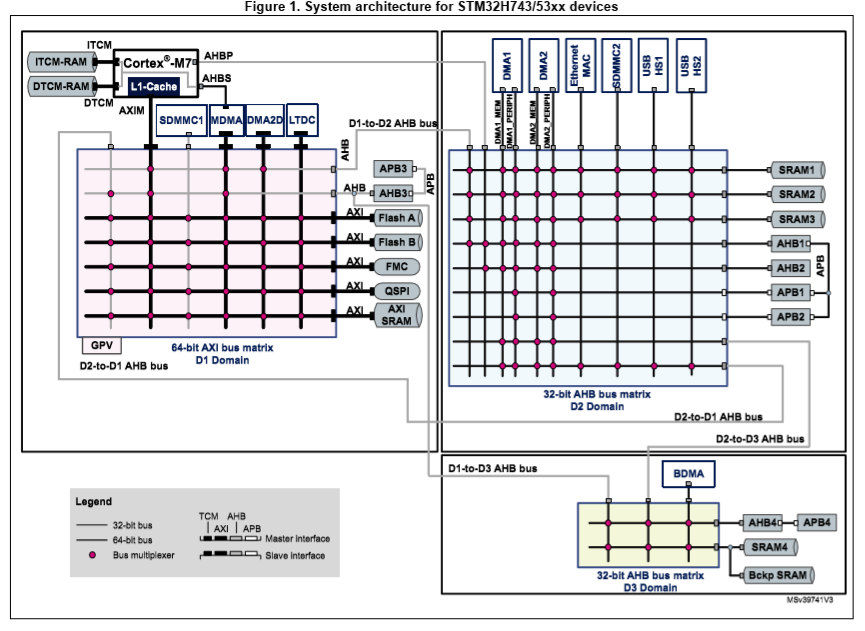 Figure 1. System architecture for STM32H743/53xx devices
ITCM
ITCM-RAM
Cortex®-M7
AHBP
DTCM-RAM
L1-Cache
AHBS
DTCM
AXIM
SDMMC1
MDMA
DMA2D
LTDC
D1-to-D2 AHB bus
AHB
APB3
AHB
AHB3
APB
AXI
Flash A
AXI
Flash B
AXI
FMC
AXI
QSPI
AXI
AXI
SRAM
GPV
64-bit AXI bus matrix
D1 Domain
D2-to-D1 AHB bus
DMA1
DMA2
Ethernet
MAC
SDMMC2
USB
HS1
USB
HS2
DMA1_MEM
DMA1_PERIPH
DMA2_MEM
DMA2_PERIPH
SRAM1
SRAM2
SRAM3
AHB1
AHB2
APB
APB1
APB2
32-bit AHB bus matrix
D2 Domain
D2-to-D1 AHB bus
D2-to-D3 AHB bus
D1-to-D3 AHB bus
BDMA
AHB4
APB4
SRAM4
Bckp SRAM
32-bit AHB bus matrix
D3 Domain
Legend
32-bit bus
64-bit bus
Bus multiplexer
TCM AHB
AXI APB
Master interface
Slave interface
MSv39741V3